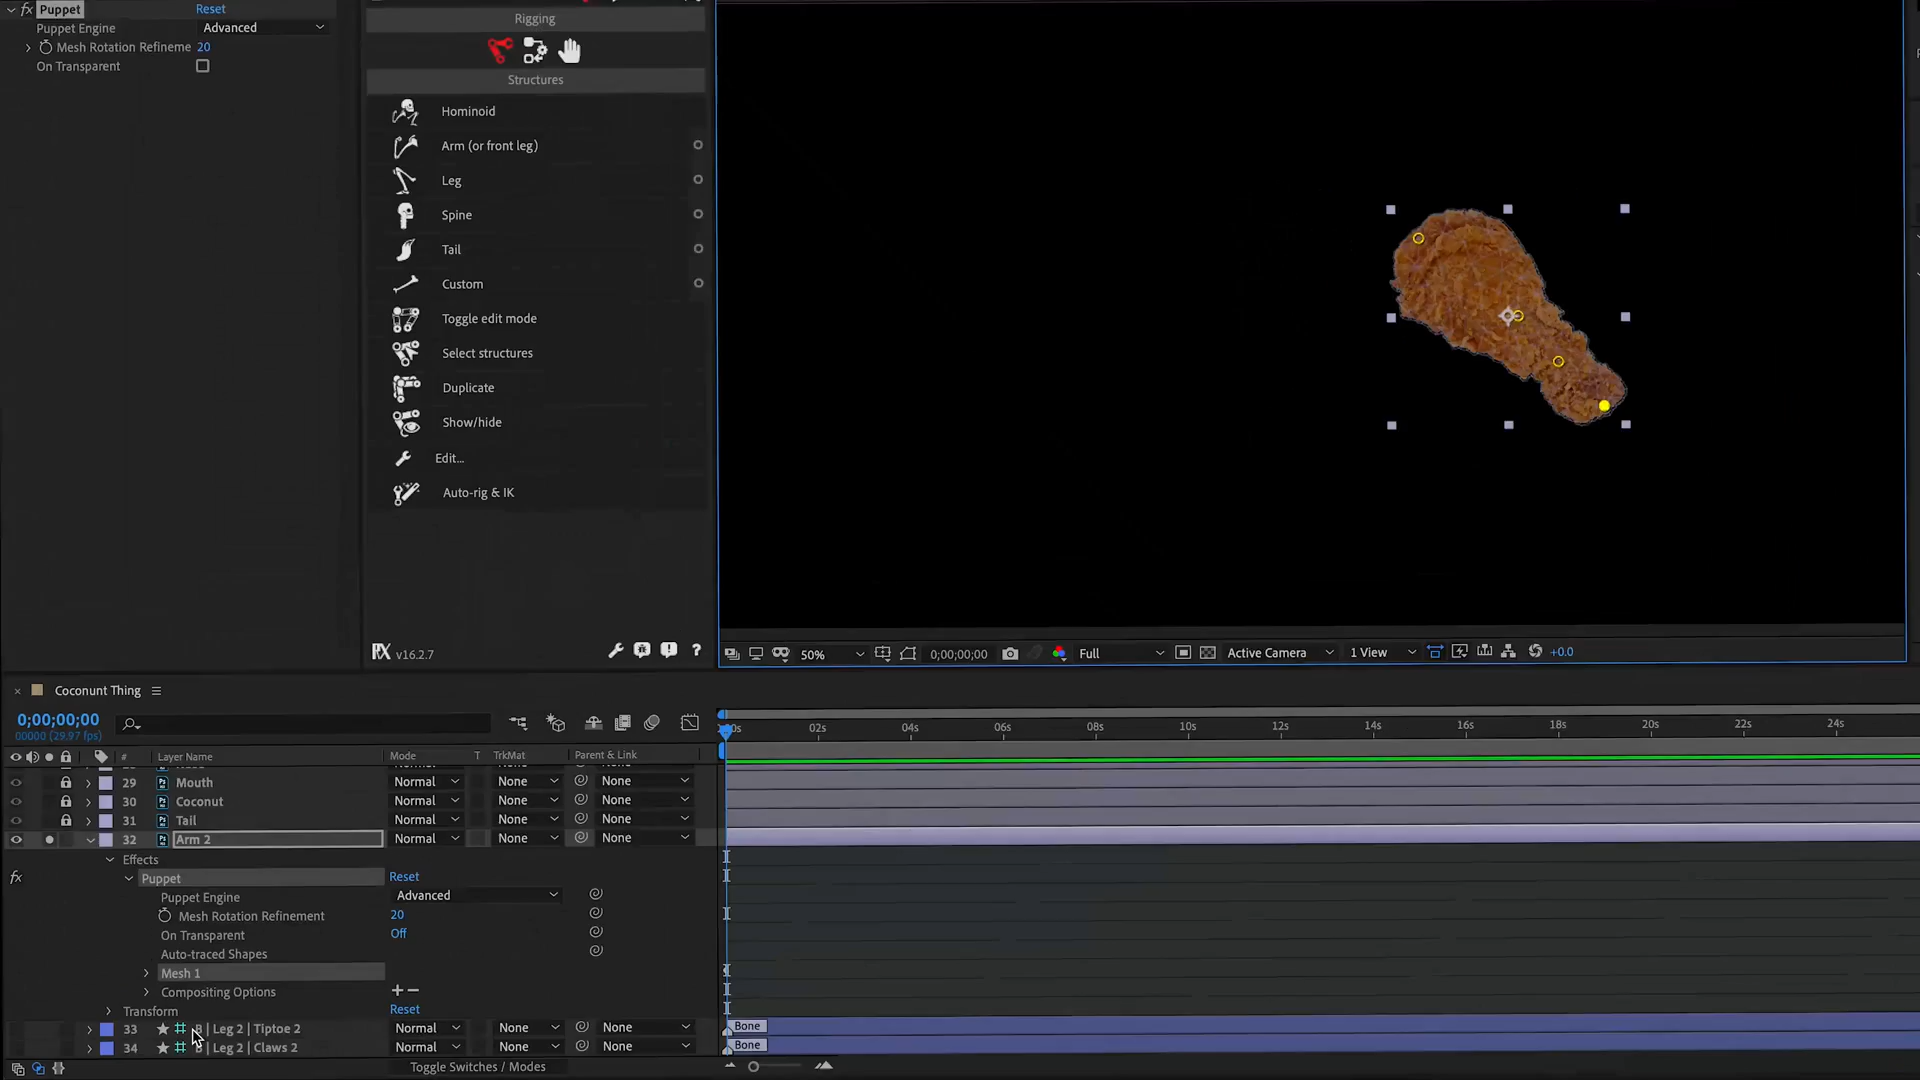 fx Puppet Reset
Puppet Engine Advanced
Mesh Rotation Refineme 20
On Transparent
Rigging
Structures
Hominoid
Arm (or front leg)
Leg
Spine
Tail
Custom
Toggle edit mode
Select structures
Duplicate
Show/hide
Edit...
Auto-rig & IK
v16.2.7
?
50%
0;00;00;00
Full
Active Camera
1 View
+0.0
Coconunt Thing
0;00;00;00
00000 (29.97 fps)
02s 04s 06s 08s 10s 12s 14s 16s 18s 20s 22s 24s
# Layer Name Mode T TrkMat Parent & Link
29 Mouth Normal None None
30 Coconut Normal None None
31 Tail Normal None None
32 Arm 2 Normal None None
Effects
fx Puppet Reset
Puppet Engine Advanced
Mesh Rotation Refinement 20
On Transparent Off
Auto-traced Shapes
Mesh 1
Compositing Options + −
Transform Reset
33 B | Leg 2 | Tiptoe 2 Normal None None Bone
34 B | Leg 2 | Claws 2 Normal None None Bone
Toggle Switches / Modes